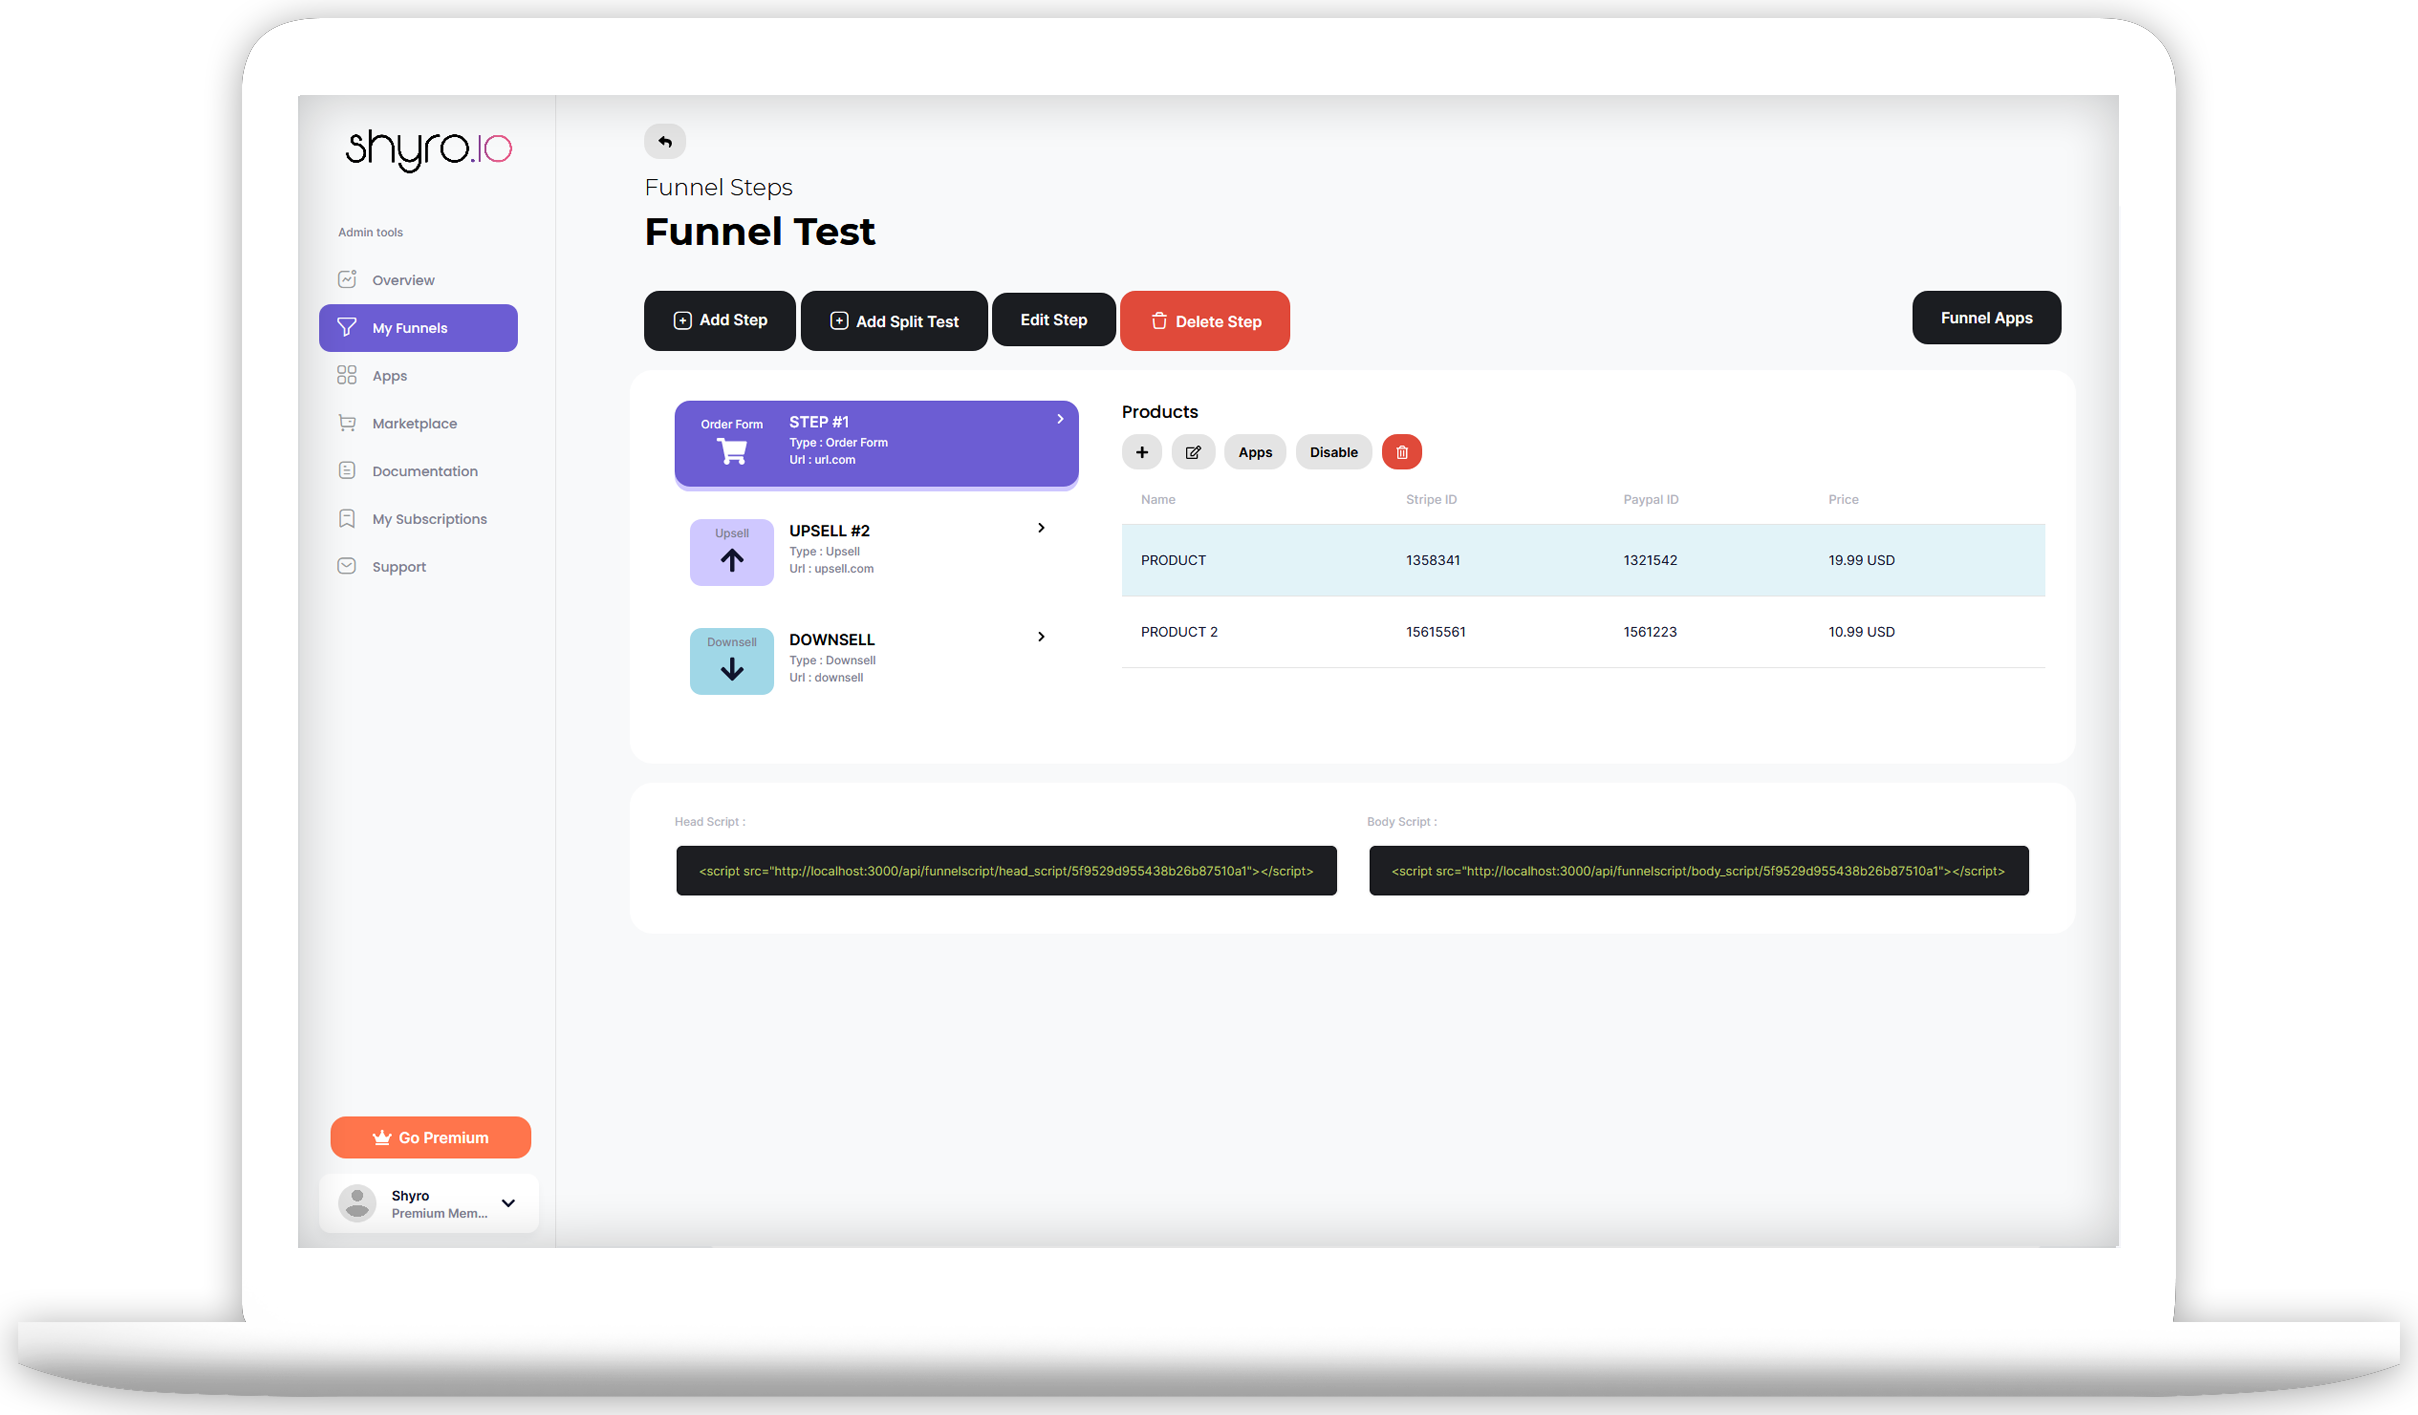 shyro.IO
Admin tools
Overview
My Funnels
Apps
Marketplace
Documentation
My Subscriptions
Support
Go Premium
Shyro
Premium Mem...
Funnel Steps
Funnel Test
Add Step
Add Split Test
Edit Step
Delete Step
Funnel Apps
Order Form
STEP #1
Type : Order Form
Url : url.com
Upsell
UPSELL #2
Type : Upsell
Url : upsell.com
Downsell
DOWNSELL
Type : Downsell
Url : downsell
Products
Apps
Disable
Name Stripe ID Paypal ID Price
PRODUCT 1358341 1321542 19.99 USD
PRODUCT 2 15615561 1561223 10.99 USD
Head Script :
<script src="http://localhost:3000/api/funnelscript/head_script/5f9529d955438b26b87510a1"></script>
Body Script :
<script src="http://localhost:3000/api/funnelscript/body_script/5f9529d955438b26b87510a1"></script>